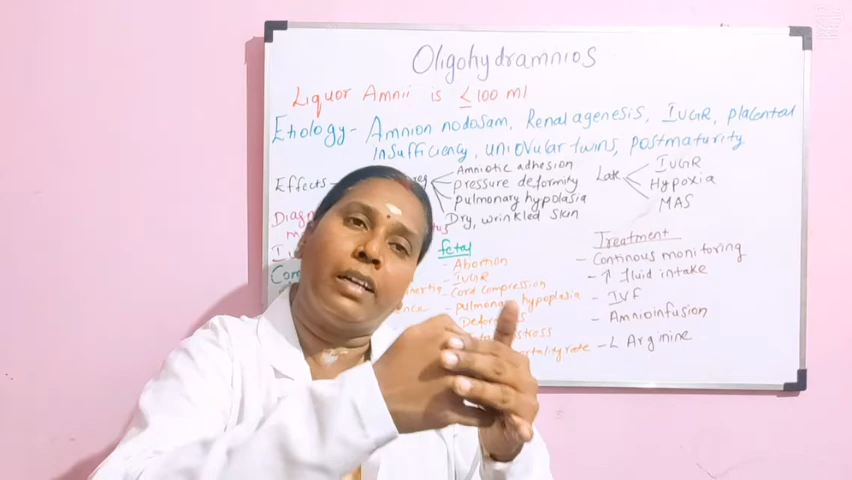 Oligohydramnios
Liquor Amnii is ≤100 ml
Etiology- Amnion nodosam, Renal agenesis, IUGR, placental
insufficiency, uniovular twins, postmaturity
Effects
Amniotic adhesion
pressure deformity
pulmonary hypolasia
Dry, wrinkled skin
Late
IUGR
Hypoxia
MAS
fetal
- Abortion
- IUGR
- Cord compression
- pulmonary hypoplasia
Treatment
- Continous monitoring
- ↑ fluid intake
- IVF
- Amnioinfusion
- L Arginine